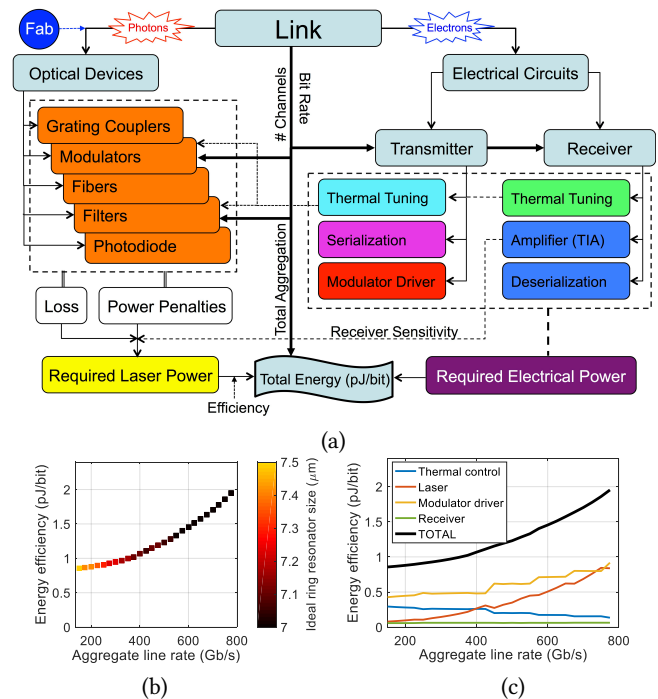 Fab
Photons
Link
Electrons
Optical Devices
Electrical Circuits
# Channels
Bit Rate
Grating Couplers
Modulators
Fibers
Filters
Photodiode
Transmitter
Receiver
Thermal Tuning
Thermal Tuning
Serialization
Amplifier (TIA)
Modulator Driver
Deserialization
Total Aggregation
Loss
Power Penalties
Receiver Sensitivity
Required Laser Power
Total Energy (pJ/bit)
Required Electrical Power
Efficiency
(a)
Energy efficiency (pJ/bit)
2
1.5
1
0.5
0
200
400
600
800
Aggregate line rate (Gb/s)
7.5
7.4
7.3
7.2
7.1
7
Ideal ring resonator size (μm)
(b)
Energy efficiency (pJ/bit)
2
1.5
1
0.5
0
Thermal control
Laser
Modulator driver
Receiver
TOTAL
200
400
600
800
Aggregate line rate (Gb/s)
(c)